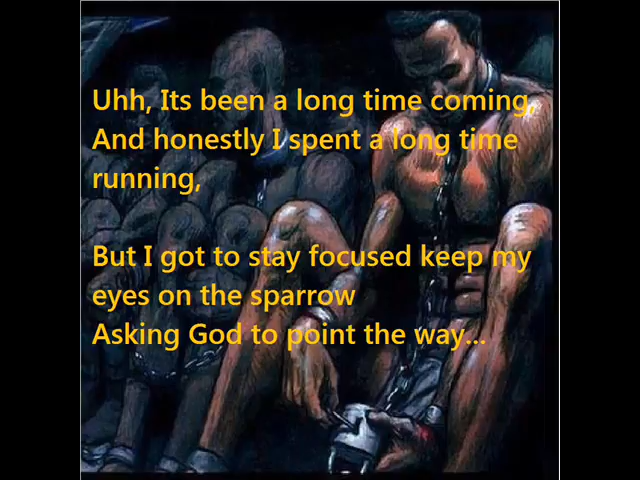 Uhh, Its been a long time coming,
And honestly I spent a long time
running,
But I got to stay focused keep my
eyes on the sparrow
Asking God to point the way...